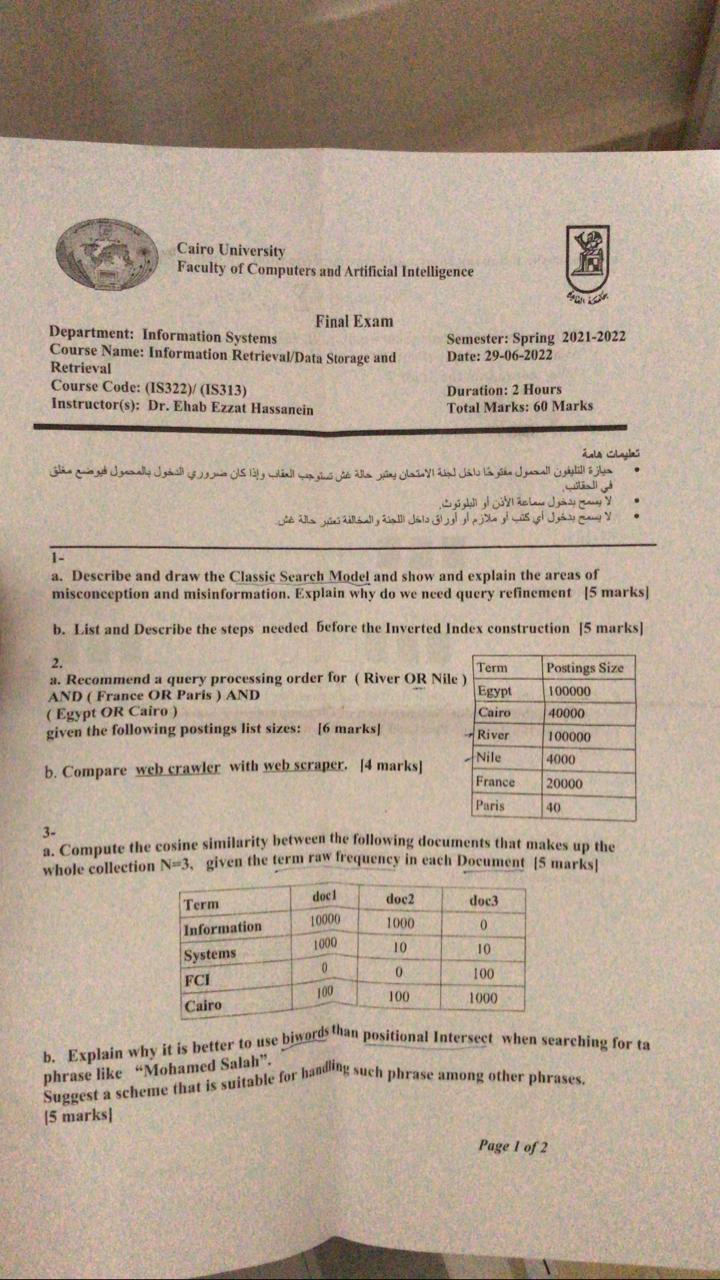 Cairo University
Faculty of Computers and Artificial Intelligence
جامعة القاهرة
Final Exam
Department: Information Systems
Semester: Spring 2021-2022
Course Name: Information Retrieval/Data Storage and
Retrieval
Date: 29-06-2022
Course Code: (IS322)/ (IS313)
Duration: 2 Hours
Instructor(s): Dr. Ehab Ezzat Hassanein
Total Marks: 60 Marks
تعليمات هامة
• حيازة التليفون المحمول مفتوحًا داخل لجنة الامتحان يعتبر حالة غش تستوجب العقاب وإذا كان ضروري الدخول بالمحمول فيوضع مغلق
في الحقائب.
• لا يسمح بدخول سماعة الأذن أو البلوتوث.
• لا يسمح بدخول أي كتب أو ملازم أو أوراق داخل اللجنة والمخالفة تعتبر حالة غش.
1-
a. Describe and draw the Classic Search Model and show and explain the areas of
misconception and misinformation. Explain why do we need query refinement [5 marks]
b. List and Describe the steps needed before the Inverted Index construction [5 marks]
2.
a. Recommend a query processing order for ( River OR Nile )
AND ( France OR Paris ) AND
( Egypt OR Cairo )
given the following postings list sizes: [6 marks]
b. Compare web crawler with web scraper. [4 marks]
Term Postings Size
Egypt 100000
Cairo 40000
River 100000
Nile 4000
France 20000
Paris 40
3-
a. Compute the cosine similarity between the following documents that makes up the
whole collection N=3, given the term raw frequency in each Document [5 marks]
Term doc1 doc2 doc3
Information 10000 1000 0
Systems 1000 10 10
FCI 0 0 100
Cairo 100 100 1000
b. Explain why it is better to use biwords than positional Intersect when searching for ta
phrase like "Mohamed Salah".
Suggest a scheme that is suitable for handling such phrase among other phrases.
[5 marks]
Page 1 of 2